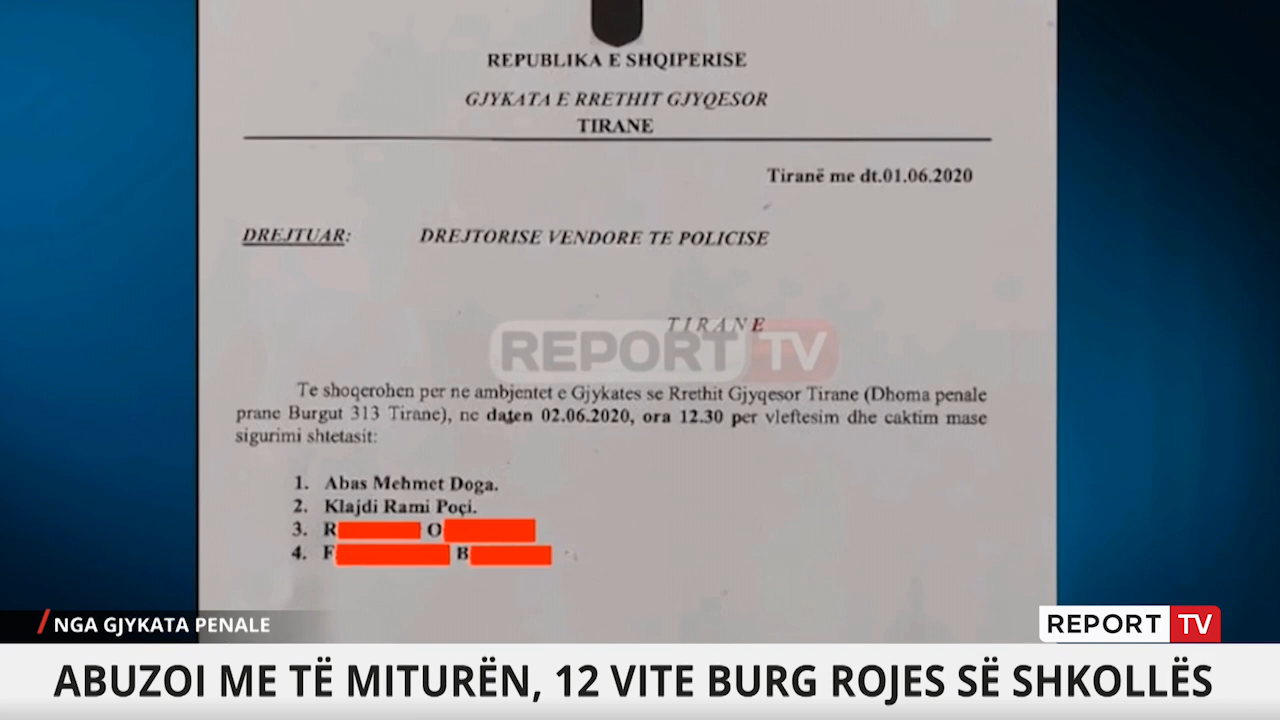 REPUBLIKA E SHQIPERISE
GJYKATA E RRETHIT GJYQESOR
TIRANE
Tiranë me dt.01.06.2020
DREJTUAR: DREJTORISE VENDORE TE POLICISE
TIRANE
REPORT TV
Te shoqerohen per ne ambjentet e Gjykates se Rrethit Gjyqesor Tirane (Dhoma penale
prane Burgut 313 Tirane), ne daten 02.06.2020, ora 12.30 per vleftesim dhe caktim mase
sigurimi shtetasit:
1. Abas Mehmet Doga.
2. Klajdi Rami Poçi.
3. R O
4. F B
NGA GJYKATA PENALE
REPORT TV
ABUZOI ME TË MITURËN, 12 VITE BURG ROJES SË SHKOLLËS